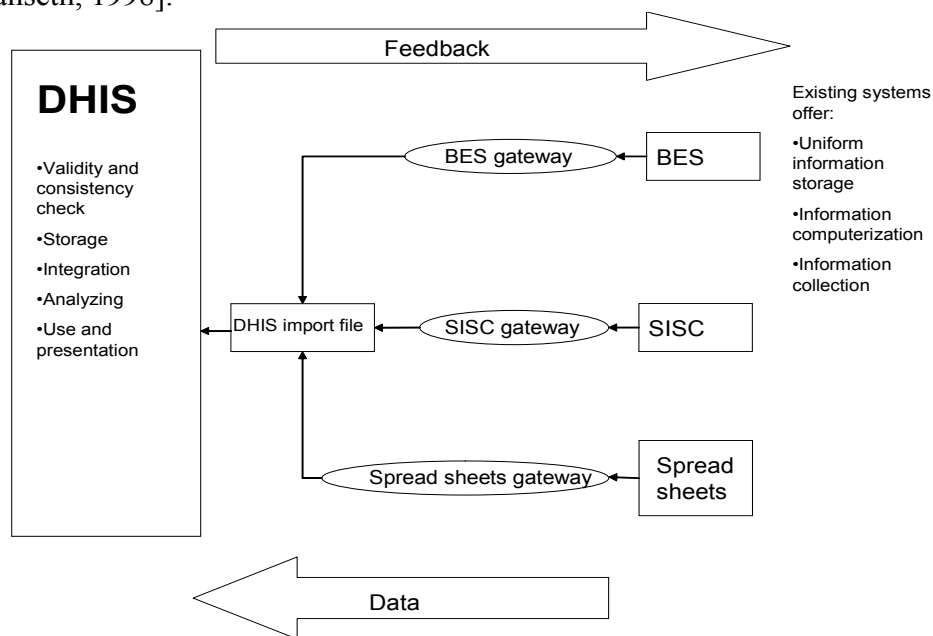 1998].
Feedback
DHIS
•Validity and
consistency
check
•Storage
•Integration
•Analyzing
•Use and
presentation
BES gateway
BES
DHIS import file
SISC gateway
SISC
Spread sheets gateway
Spread
sheets
Existing systems
offer:
•Uniform
information
storage
•Information
computerization
•Information
collection
Data